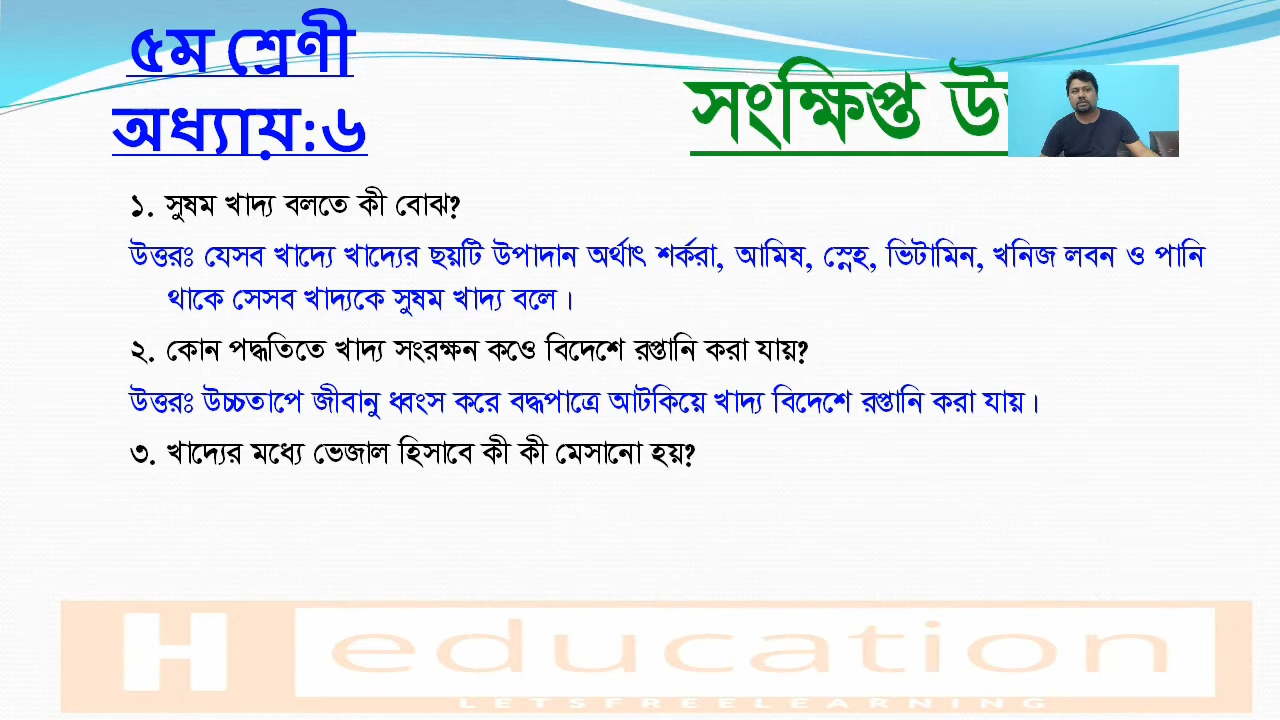 ৫ম শ্রেণী
অধ্যায়:৬
সংক্ষিপ্ত
১. সুষম খাদ্য বলতে কী বোঝ?
উত্তরঃ যেসব খাদ্যে খাদ্যের ছয়টি উপাদান অর্থাৎ শর্করা, আমিষ, স্নেহ, ভিটামিন, খনিজ লবন ও পানি
থাকে সেসব খাদ্যকে সুষম খাদ্য বলে।
২. কোন পদ্ধতিতে খাদ্য সংরক্ষন কওে বিদেশে রপ্তানি করা যায়?
উত্তরঃ উচ্চতাপে জীবানু ধ্বংস করে বদ্ধপাত্রে আটকিয়ে খাদ্য বিদেশে রপ্তানি করা যায়।
৩. খাদ্যের মধ্যে ভেজাল হিসাবে কী কী মেসানো হয়?
H education
LETSFREELEARNING